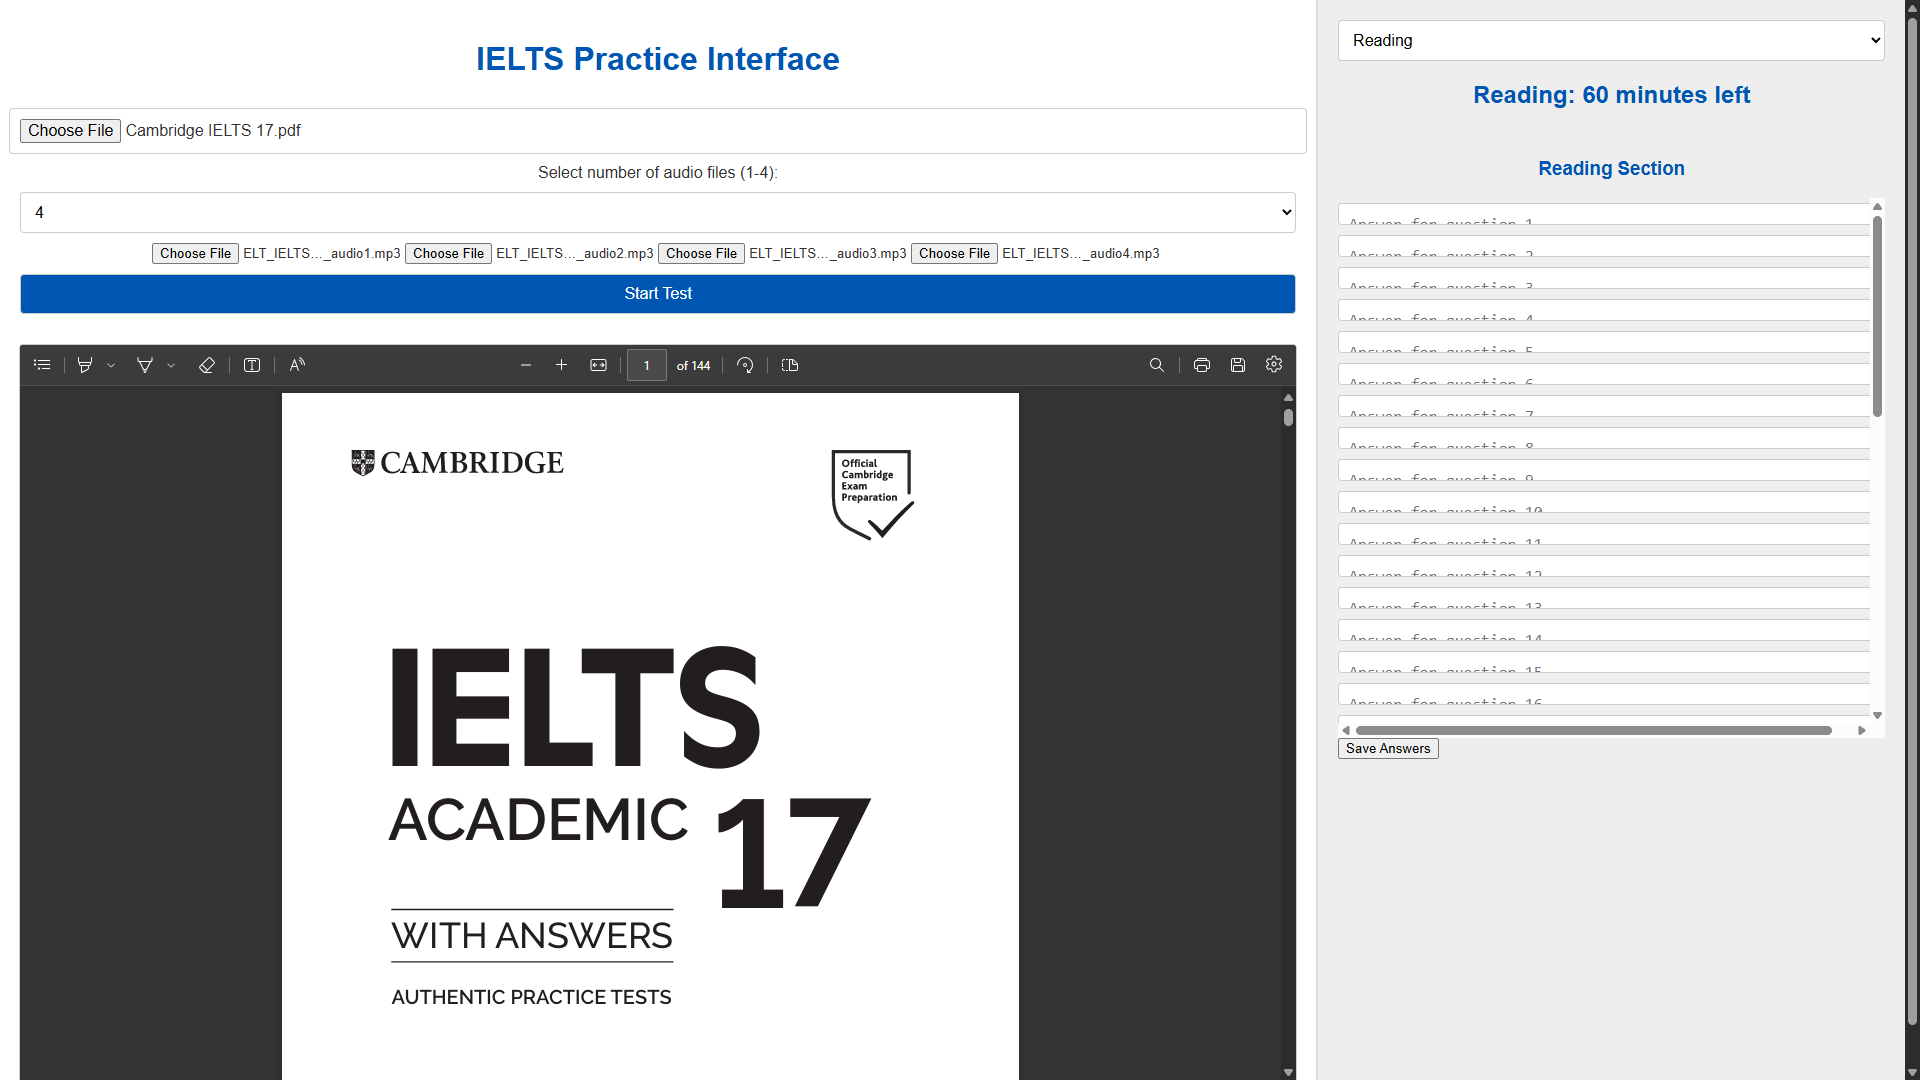 IELTS Practice Interface
Choose File Cambridge IELTS 17.pdf
Select number of audio files (1-4):
4
Choose File ELT_IELTS..._audio1.mp3 Choose File ELT_IELTS..._audio2.mp3 Choose File ELT_IELTS..._audio3.mp3 Choose File ELT_IELTS..._audio4.mp3
Start Test
1 of 144
CAMBRIDGE
Official
Cambridge
Exam
Preparation
IELTS
ACADEMIC 17
WITH ANSWERS
AUTHENTIC PRACTICE TESTS
Reading
Reading: 60 minutes left
Reading Section
Answer for question 1
Answer for question 2
Answer for question 3
Answer for question 4
Answer for question 5
Answer for question 6
Answer for question 7
Answer for question 8
Answer for question 9
Answer for question 10
Answer for question 11
Answer for question 12
Answer for question 13
Answer for question 14
Answer for question 15
Answer for question 16
Save Answers